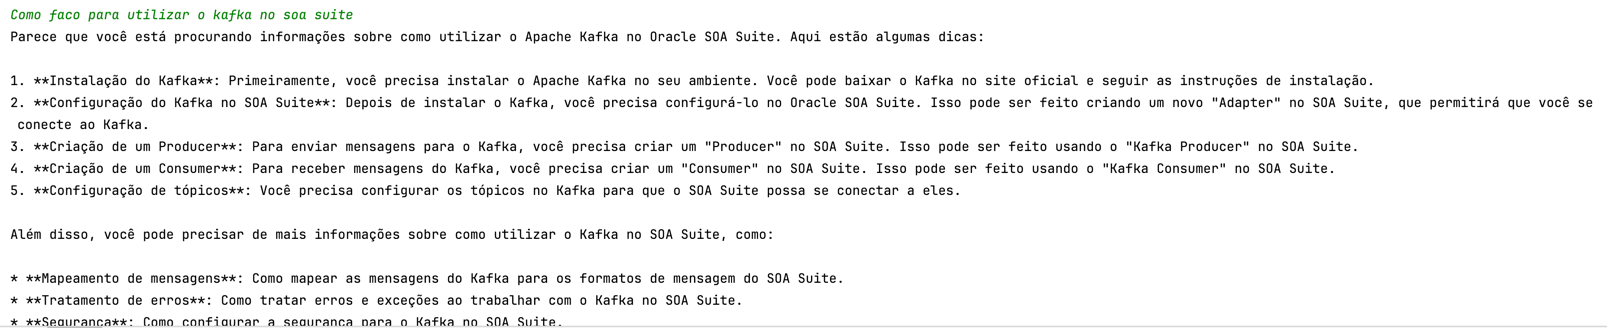 Como faco para utilizar o kafka no soa suite
Parece que você está procurando informações sobre como utilizar o Apache Kafka no Oracle SOA Suite. Aqui estão algumas dicas:
1. **Instalação do Kafka**: Primeiramente, você precisa instalar o Apache Kafka no seu ambiente. Você pode baixar o Kafka no site oficial e seguir as instruções de instalação.
2. **Configuração do Kafka no SOA Suite**: Depois de instalar o Kafka, você precisa configurá-lo no Oracle SOA Suite. Isso pode ser feito criando um novo "Adapter" no SOA Suite, que permitirá que você se
conecte ao Kafka.
3. **Criação de um Producer**: Para enviar mensagens para o Kafka, você precisa criar um "Producer" no SOA Suite. Isso pode ser feito usando o "Kafka Producer" no SOA Suite.
4. **Criação de um Consumer**: Para receber mensagens do Kafka, você precisa criar um "Consumer" no SOA Suite. Isso pode ser feito usando o "Kafka Consumer" no SOA Suite.
5. **Configuração de tópicos**: Você precisa configurar os tópicos no Kafka para que o SOA Suite possa se conectar a eles.
Além disso, você pode precisar de mais informações sobre como utilizar o Kafka no SOA Suite, como:
* **Mapeamento de mensagens**: Como mapear as mensagens do Kafka para os formatos de mensagem do SOA Suite.
* **Tratamento de erros**: Como tratar erros e exceções ao trabalhar com o Kafka no SOA Suite.
* **Segurança**: Como configurar a segurança para o Kafka no SOA Suite.